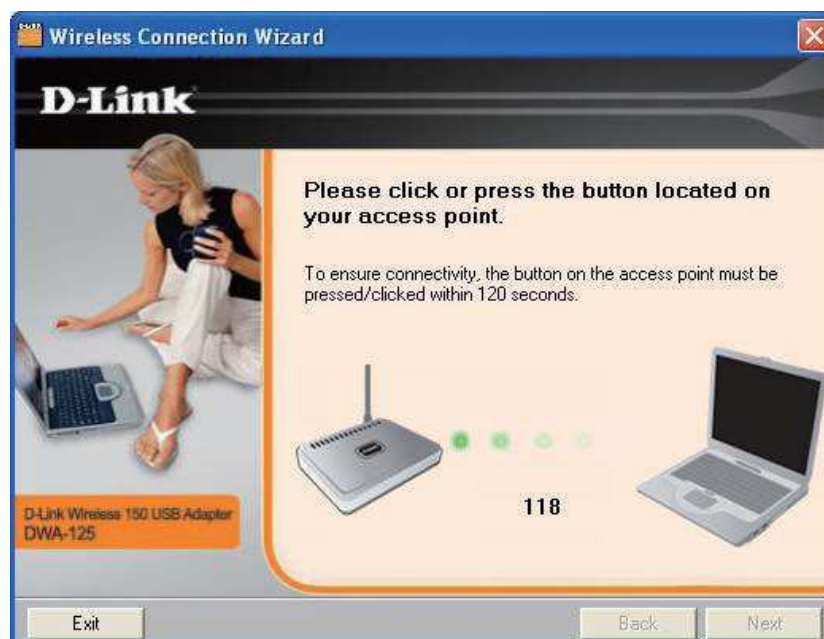 Wireless Connection Wizard
D-Link
Please click or press the button located on
your access point.
To ensure connectivity, the button on the access point must be
pressed/clicked within 120 seconds.
118
D-Link Wireless 150 USB Adapter
DWA-125
Exit
Back
Next